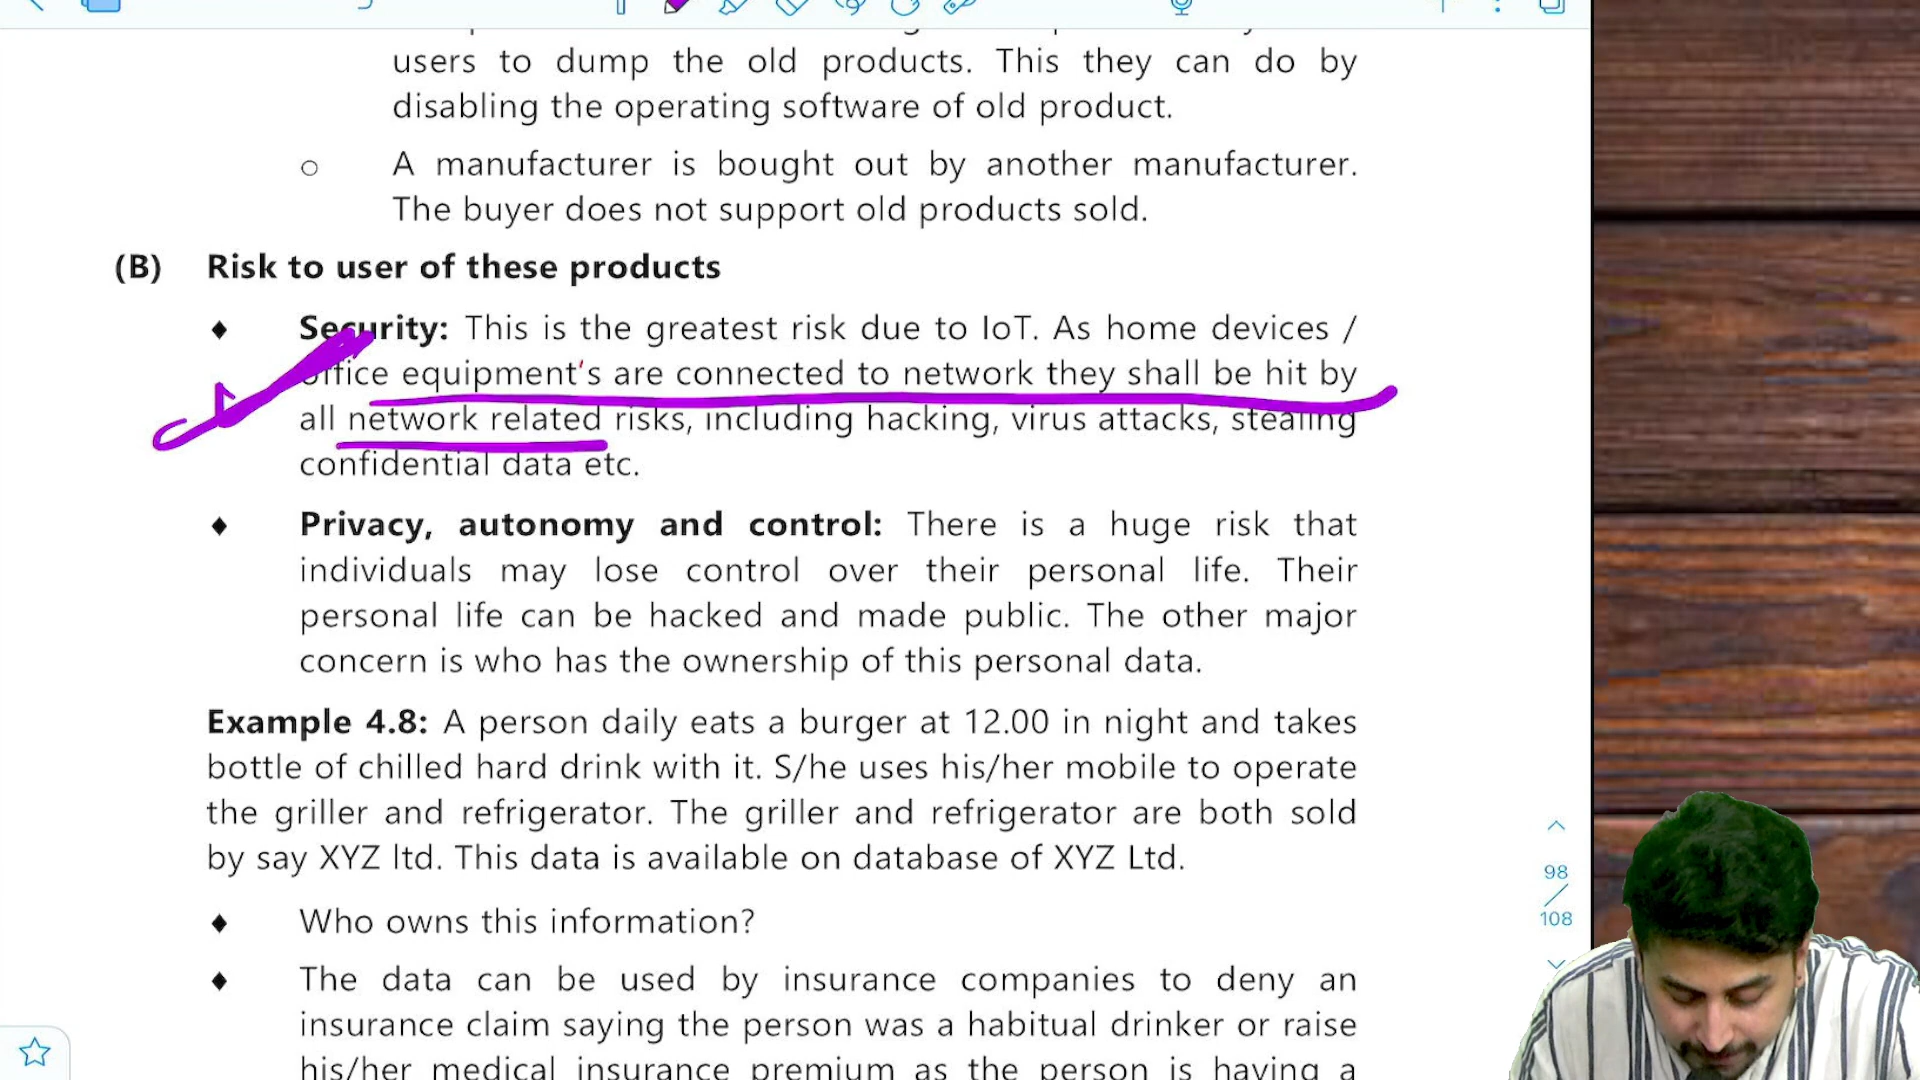 users to dump the old products. This they can do by
disabling the operating software of old product.
o A manufacturer is bought out by another manufacturer.
The buyer does not support old products sold.
(B) Risk to user of these products
♦ Security: This is the greatest risk due to IoT. As home devices /
office equipment's are connected to network they shall be hit by
all network related risks, including hacking, virus attacks, stealing
confidential data etc.
♦ Privacy, autonomy and control: There is a huge risk that
individuals may lose control over their personal life. Their
personal life can be hacked and made public. The other major
concern is who has the ownership of this personal data.
Example 4.8: A person daily eats a burger at 12.00 in night and takes
bottle of chilled hard drink with it. S/he uses his/her mobile to operate
the griller and refrigerator. The griller and refrigerator are both sold
by say XYZ ltd. This data is available on database of XYZ Ltd.
♦ Who owns this information?
♦ The data can be used by insurance companies to deny an
insurance claim saying the person was a habitual drinker or raise
his/her medical insurance premium as the person is having a
98
/
108